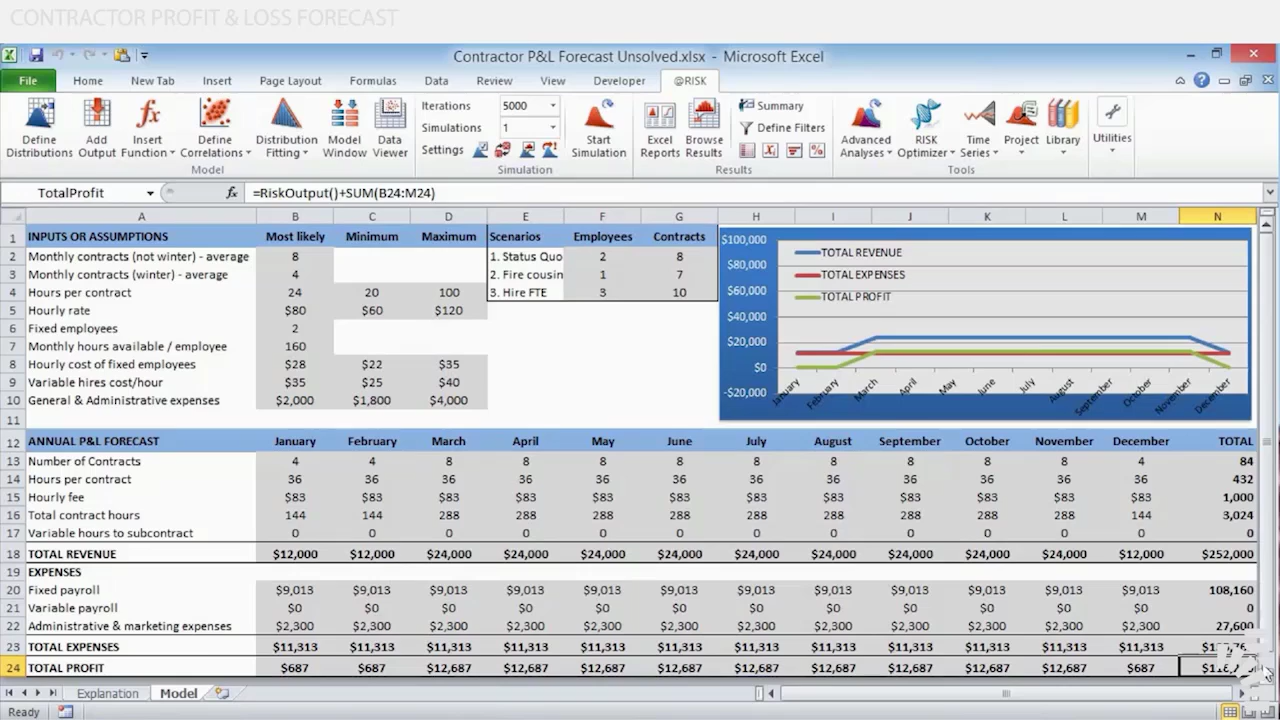 CONTRACTOR PROFIT & LOSS FORECAST
Contractor P&L Forecast Unsolved.xlsx - Microsoft Excel
File Home New Tab Insert Page Layout Formulas Data Review View Developer @RISK
Define Distributions Add Output Insert Function Define Correlations Distribution Fitting Model Window Data Viewer
Model
Iterations 5000
Simulations 1
Settings
Start Simulation
Simulation
Excel Reports Browse Results
Summary
Define Filters
Results
Advanced Analyses RISK Optimizer Time Series Project Library
Tools
Utilities
TotalProfit fx =RiskOutput()+SUM(B24:M24)
A B C D E F G H I J K L M N
1 INPUTS OR ASSUMPTIONS Most likely Minimum Maximum Scenarios Employees Contracts
2 Monthly contracts (not winter) - average 8 1. Status Quo 2 8
3 Monthly contracts (winter) - average 4 2. Fire cousin 1 7
4 Hours per contract 24 20 100 3. Hire FTE 3 10
5 Hourly rate $80 $60 $120
6 Fixed employees 2
7 Monthly hours available / employee 160
8 Hourly cost of fixed employees $28 $22 $35
9 Variable hires cost/hour $35 $25 $40
10 General & Administrative expenses $2,000 $1,800 $4,000
11
$100,000
$80,000
$60,000
$40,000
$20,000
$0
-$20,000
TOTAL REVENUE
TOTAL EXPENSES
TOTAL PROFIT
January February March April May June July August September October November December
12 ANNUAL P&L FORECAST January February March April May June July August September October November December TOTAL
13 Number of Contracts 4 4 8 8 8 8 8 8 8 8 8 4 84
14 Hours per contract 36 36 36 36 36 36 36 36 36 36 36 36 432
15 Hourly fee $83 $83 $83 $83 $83 $83 $83 $83 $83 $83 $83 $83 1,000
16 Total contract hours 144 144 288 288 288 288 288 288 288 288 288 144 3,024
17 Variable hours to subcontract 0 0 0 0 0 0 0 0 0 0 0 0 0
18 TOTAL REVENUE $12,000 $12,000 $24,000 $24,000 $24,000 $24,000 $24,000 $24,000 $24,000 $24,000 $24,000 $12,000 $252,000
19 EXPENSES
20 Fixed payroll $9,013 $9,013 $9,013 $9,013 $9,013 $9,013 $9,013 $9,013 $9,013 $9,013 $9,013 $9,013 108,160
21 Variable payroll $0 $0 $0 $0 $0 $0 $0 $0 $0 $0 $0 $0 0
22 Administrative & marketing expenses $2,300 $2,300 $2,300 $2,300 $2,300 $2,300 $2,300 $2,300 $2,300 $2,300 $2,300 $2,300 27,600
23 TOTAL EXPENSES $11,313 $11,313 $11,313 $11,313 $11,313 $11,313 $11,313 $11,313 $11,313 $11,313 $11,313 $11,313
24 TOTAL PROFIT $687 $687 $12,687 $12,687 $12,687 $12,687 $12,687 $12,687 $12,687 $12,687 $12,687 $687
Explanation Model
Ready